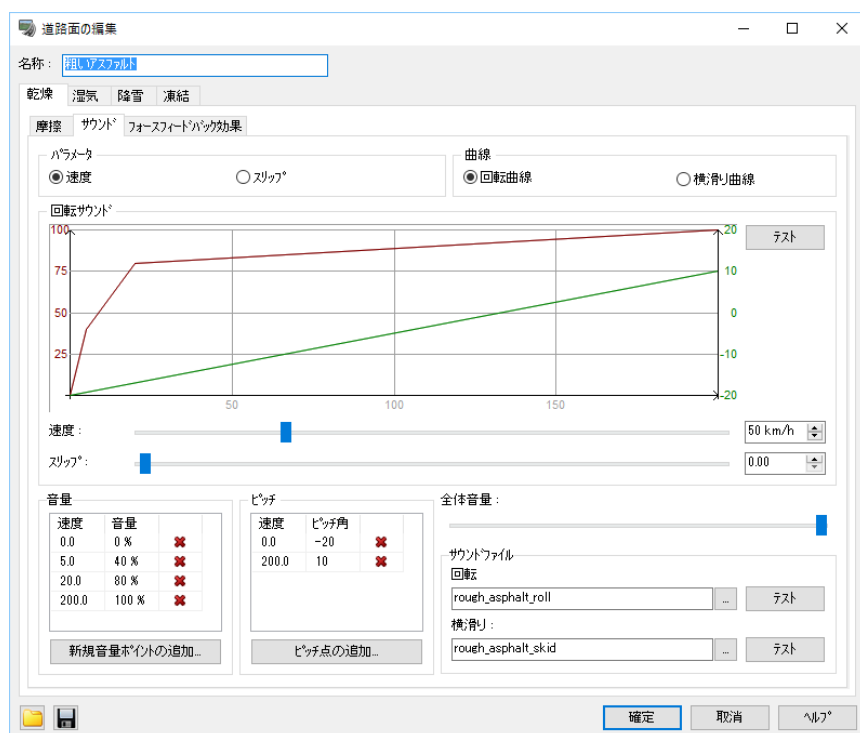 道路面の編集
名称： 粗いアスファルト
乾燥 湿気 降雪 凍結
摩擦 サウンド フォースフィードバック効果
パラメータ 曲線
速度 スリップ 回転曲線 横滑り曲線
回転サウンド
100 20 テスト
75 10
50 0
25 -10
-20
50 100 150
速度： 50 km/h
スリップ： 0.00
音量 ピッチ 全体音量：
速度 音量 速度 ピッチ角
0.0 0 % 0.0 -20
5.0 40 % 200.0 10
20.0 80 %
200.0 100 %
サウンドファイル
回転
rough_asphalt_roll ... テスト
横滑り：
rough_asphalt_skid ... テスト
新規音量ポイントの追加... ピッチ点の追加...
確定 取消 ヘルプ